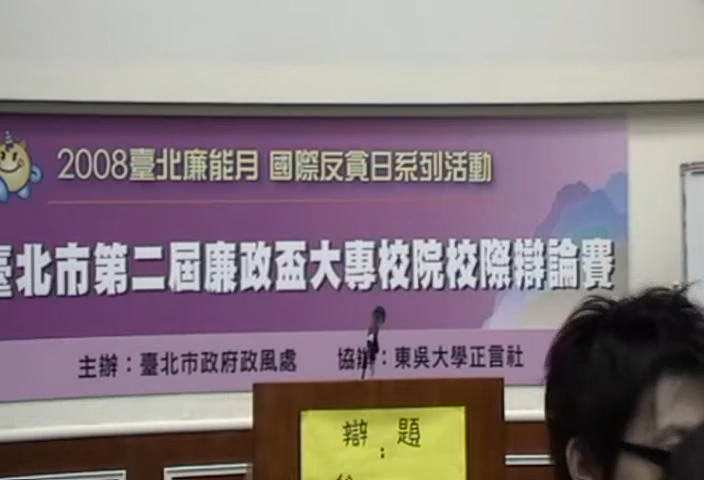 2008臺北廉能月 國際反貪日系列活動
臺北市第二屆廉政盃大專校院校際辯論賽
主辦：臺北市政府政風處 協辦：東吳大學正言社
辯題：